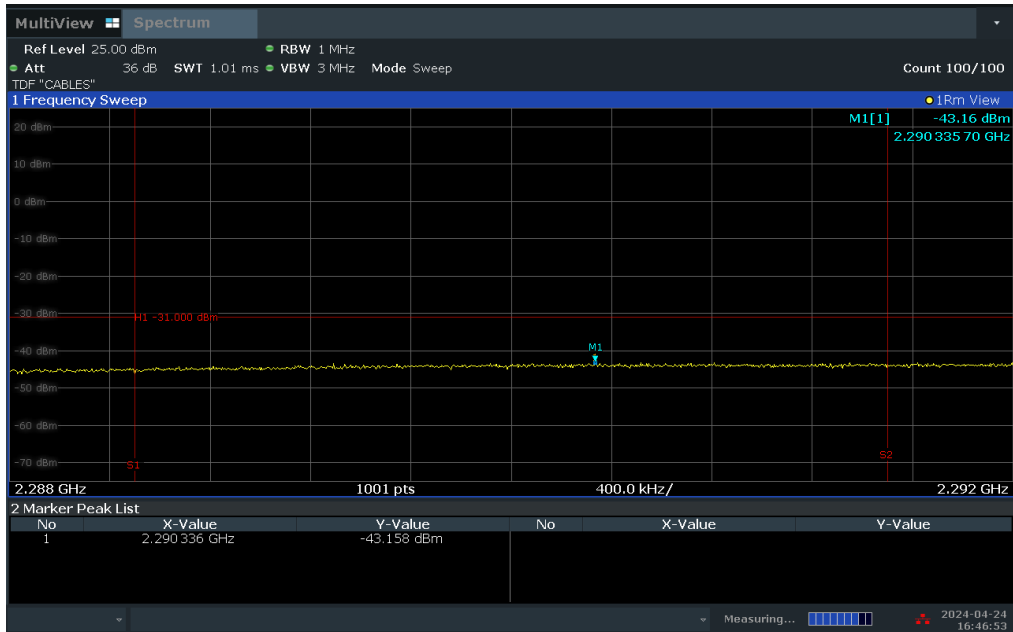 MultiView Spectrum
Ref Level 25.00 dBm RBW 1 MHz
Att 36 dB SWT 1.01 ms VBW 3 MHz Mode Sweep Count 100/100
TDF "CABLES"
1 Frequency Sweep 1Rm View
M1[1] -43.16 dBm
2.290 335 70 GHz
20 dBm
10 dBm
0 dBm
-10 dBm
-20 dBm
-30 dBm
H1 -31.000 dBm
M1
-40 dBm
-50 dBm
-60 dBm
-70 dBm
S1
S2
2.288 GHz 1001 pts 400.0 kHz/ 2.292 GHz
2 Marker Peak List
No X-Value Y-Value No X-Value Y-Value
1 2.290 336 GHz -43.158 dBm
Measuring... 2024-04-24
16:46:53